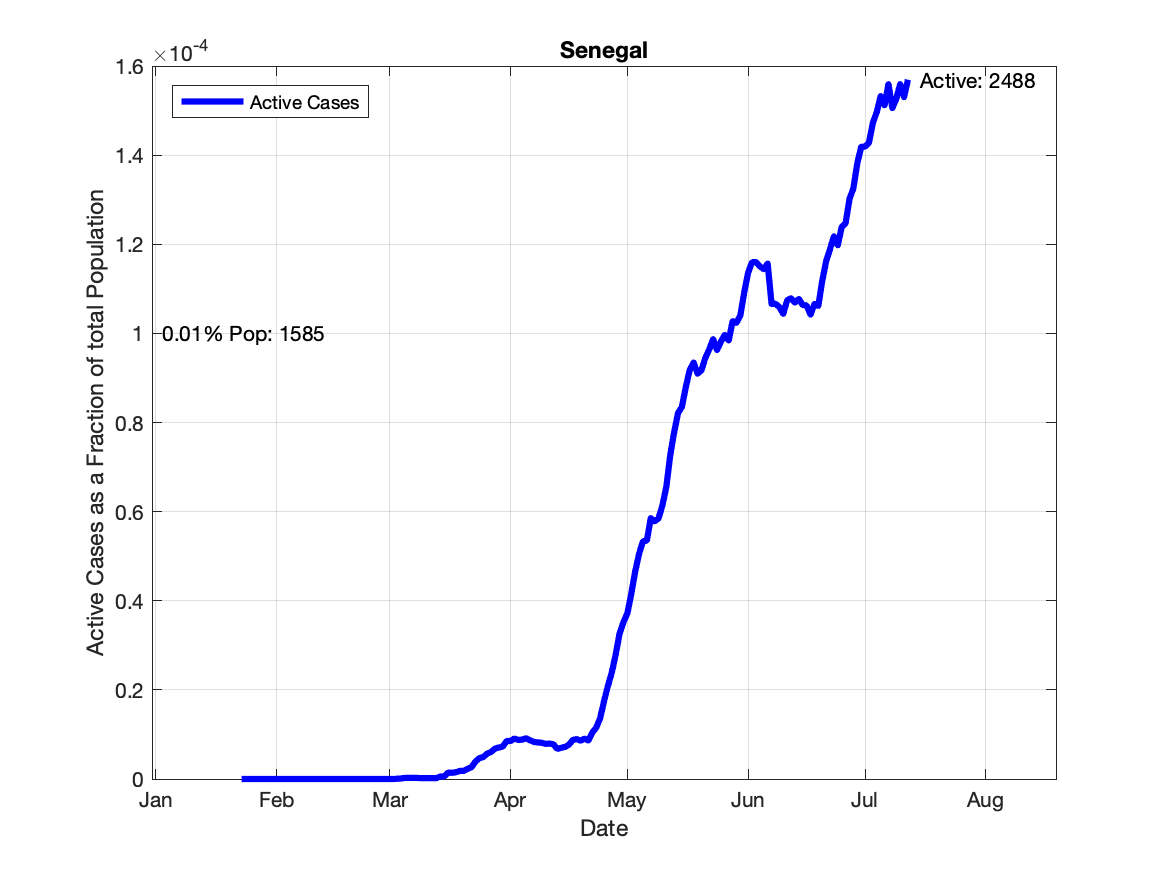 Senegal
×10-4
1.6
1.4
1.2
1
0.8
0.6
0.4
0.2
0
Active Cases as a Fraction of total Population
Active Cases
Active: 2488
0.01% Pop: 1585
Jan Feb Mar Apr May Jun Jul Aug
Date